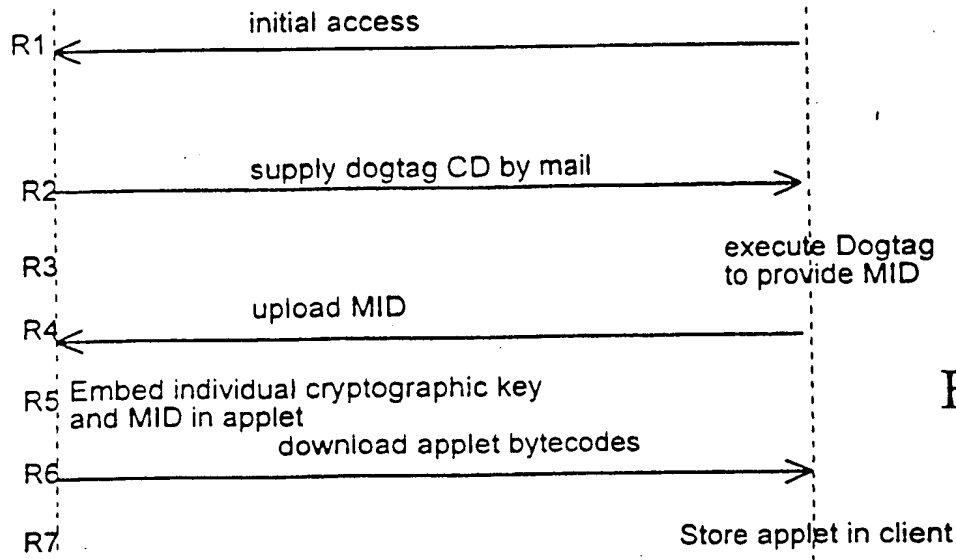 initial access
R1
supply dogtag CD by mail
R2
execute Dogtag
R3
to provide MID
upload MID
R4
R5 Embed individual cryptographic key
and MID in applet
download applet bytecodes
R6
R7 Store applet in client